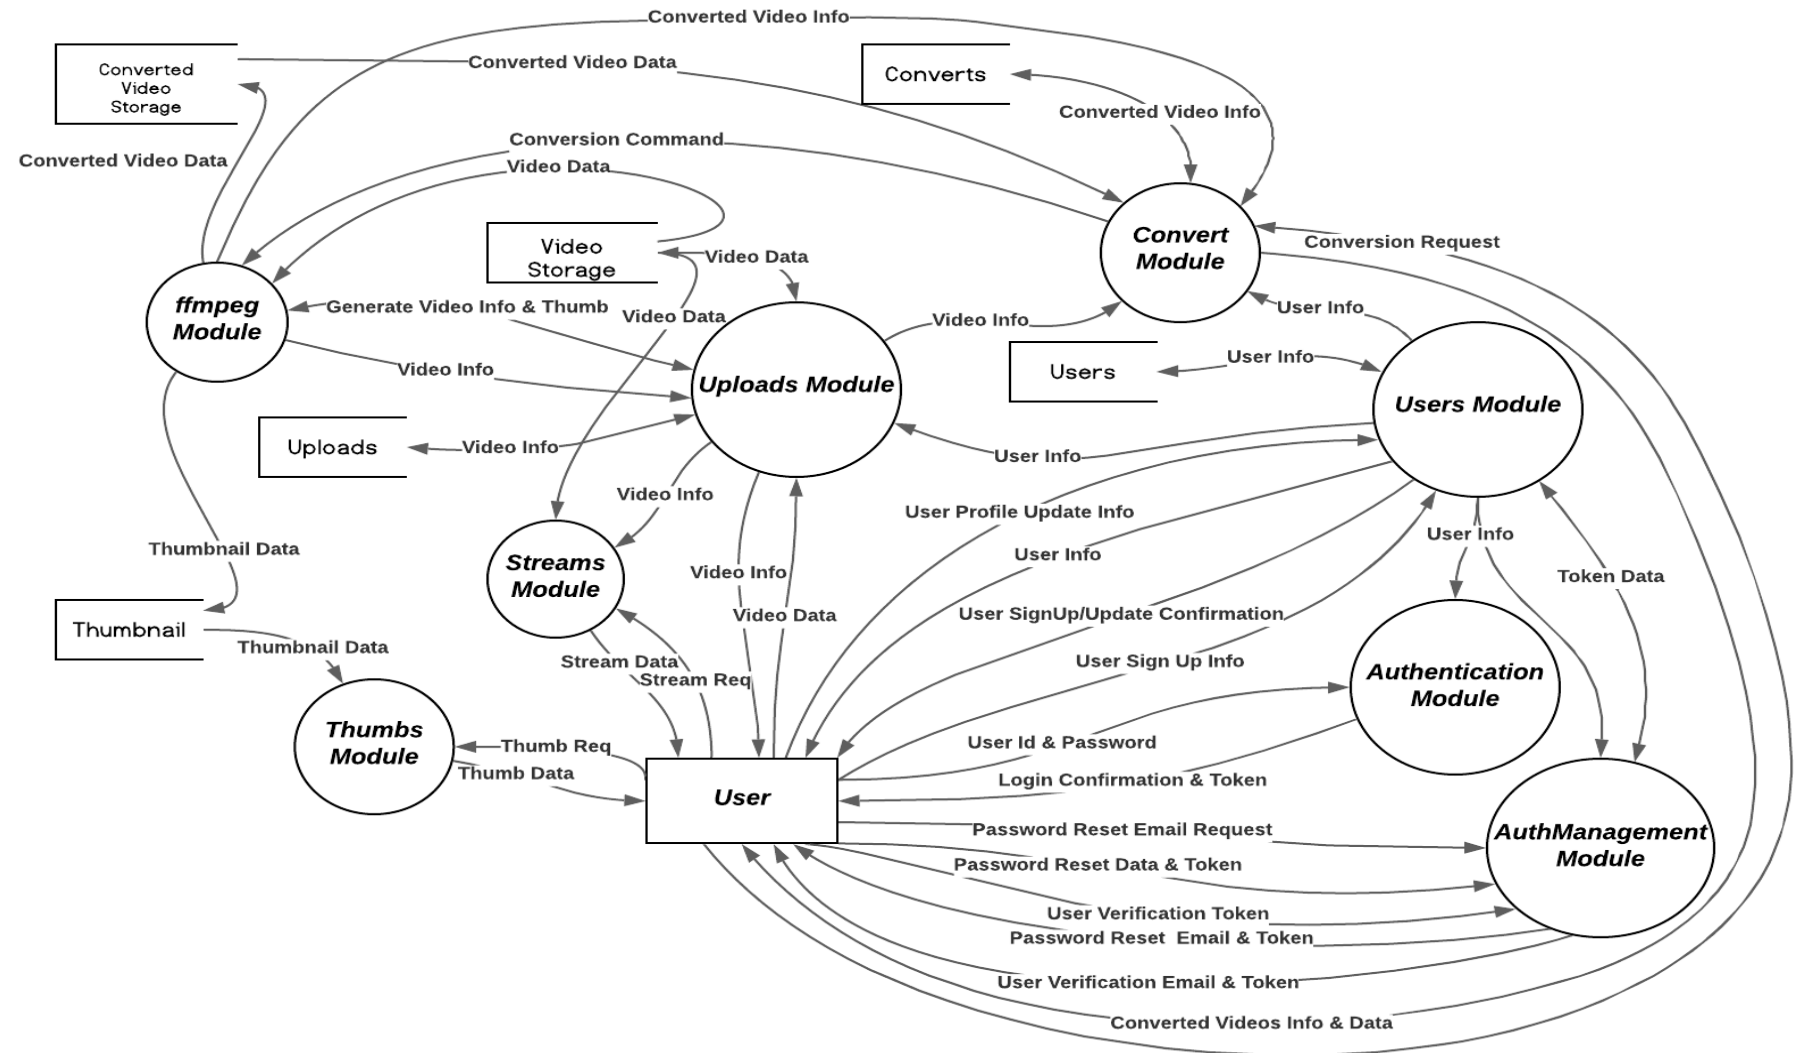 Converted Video Info
Converted
Video
Storage
Converted Video Data
Converts
Converted Video Info
Conversion Command
Converted Video Data
Video Data
Convert
Module
Conversion Request
Video
Storage
Video Data
ffmpeg
Module
Generate Video Info & Thumb
Video Data
Video Info
User Info
Video Info
Uploads Module
Users
User Info
Users Module
Uploads
Video Info
User Info
Video Info
User Profile Update Info
User Info
Thumbnail Data
User Info
Streams
Module
Video Info
Token Data
Video Data
User SignUp/Update Confirmation
Thumbnail
Thumbnail Data
Stream Data
Stream Req
User Sign Up Info
Authentication
Module
Thumbs
Module
Thumb Req
Thumb Data
User Id & Password
Login Confirmation & Token
User
Password Reset Email Request
AuthManagement
Module
Password Reset Data & Token
User Verification Token
Password Reset  Email & Token
User Verification Email & Token
Converted Videos Info & Data